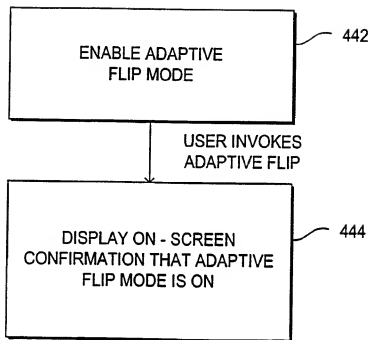 ENABLE ADAPTIVE
FLIP MODE
442
USER INVOKES
ADAPTIVE FLIP
DISPLAY ON - SCREEN
CONFIRMATION THAT ADAPTIVE
FLIP MODE IS ON
444